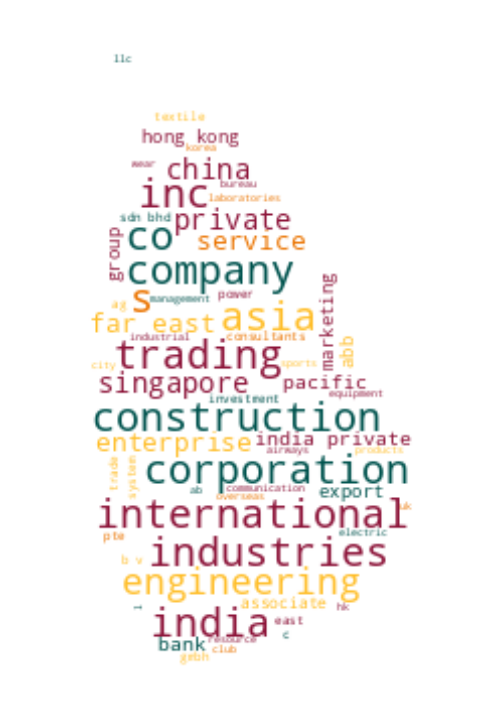 llc
textile
hong kong
korea
wear china
bureau
inc laboratories
sdn bhd private
group co service
company
s management power
ag
far east asia marketing
industrial consultants abb
trading
city sports
singapore pacific
investment equipment
construction
enterprise india private
airways products
trade system corporation
ab communication export
overseas
international uk
pte electric
industries
b v
engineering
associate hk
l
india east
c
bank resource
club
gmbh